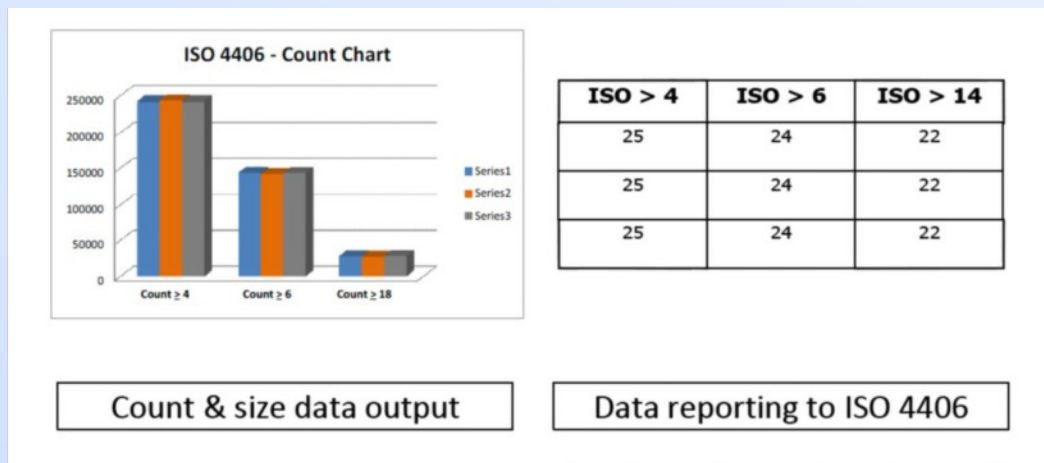 ISO 4406 - Count Chart
250000
200000
150000
100000
50000
0
Count ≥ 4 Count ≥ 6 Count ≥ 18
Series1
Series2
Series3
ISO > 4 ISO > 6 ISO > 14
25 24 22
25 24 22
25 24 22
Count & size data output
Data reporting to ISO 4406